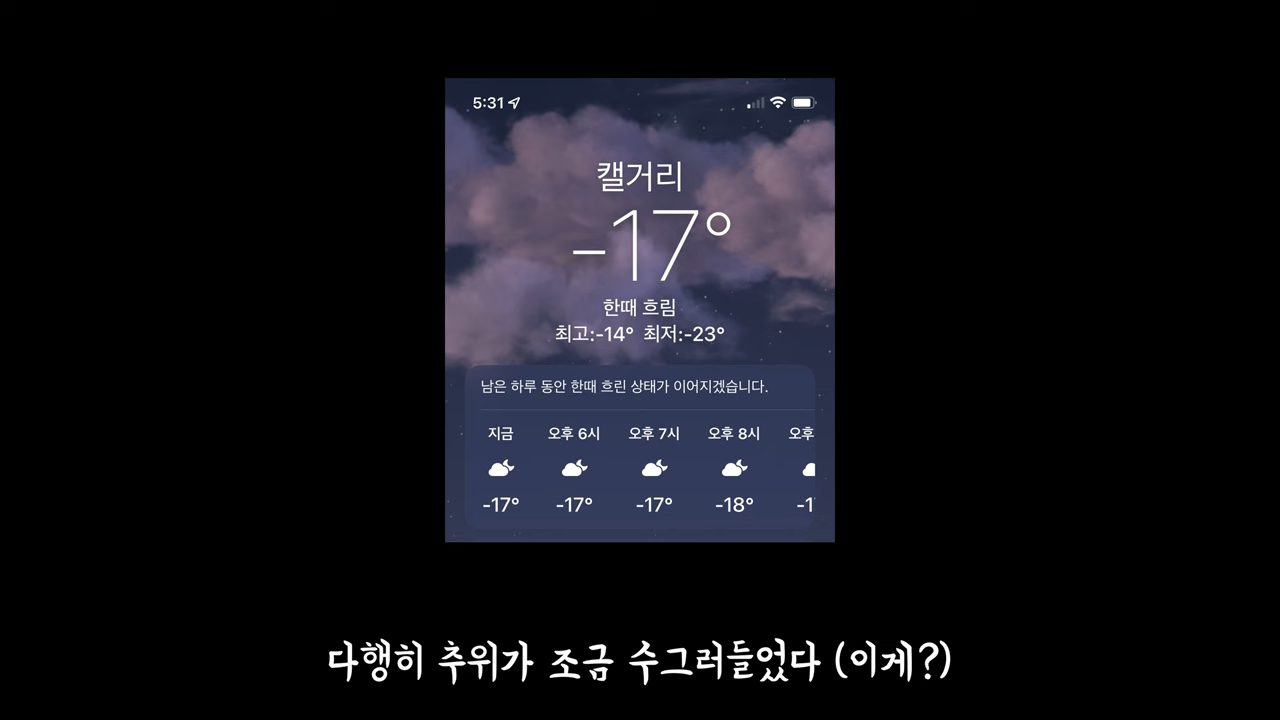 5:31
캘거리
-17°
한때 흐림
최고:-14° 최저:-23°
남은 하루 동안 한때 흐린 상태가 이어지겠습니다.
지금 오후 6시 오후 7시 오후 8시 오후
-17° -17° -17° -18° -1
다행히 추위가 조금 수그러들었다 (이게?)